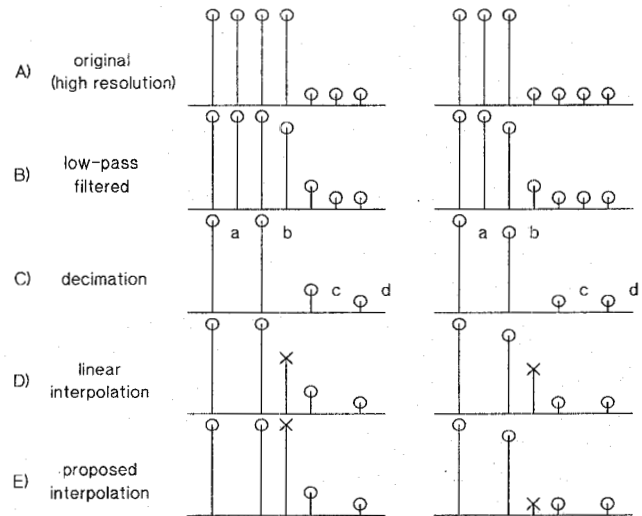 A) original
(high resolution)
B) low-pass
filtered
a b a b
C) decimation c d c d
D) linear
interpolation
E) proposed
interpolation